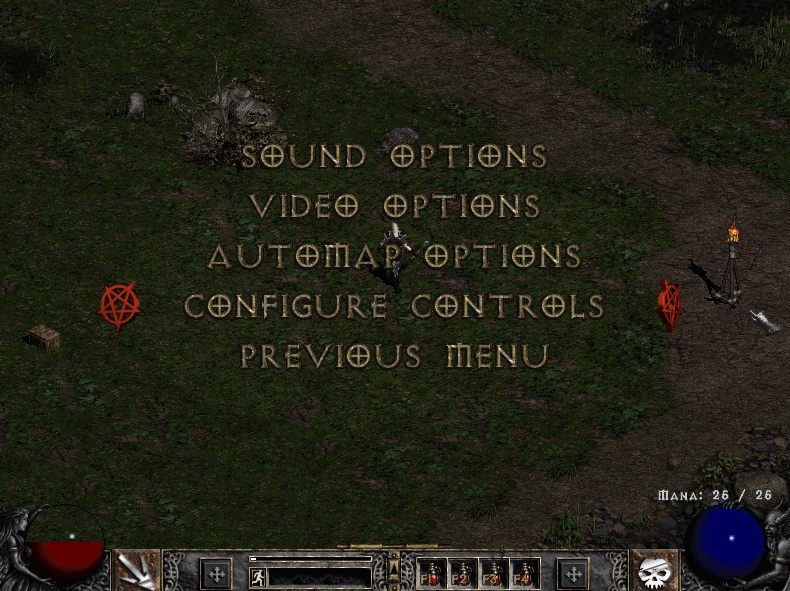 SOUND OPTIONS
VIDEO OPTIONS
AUTOMAP OPTIONS
CONFIGURE CONTROLS
PREVIOUS MENU
MANA: 26 / 26
F1 F2 F3 F4